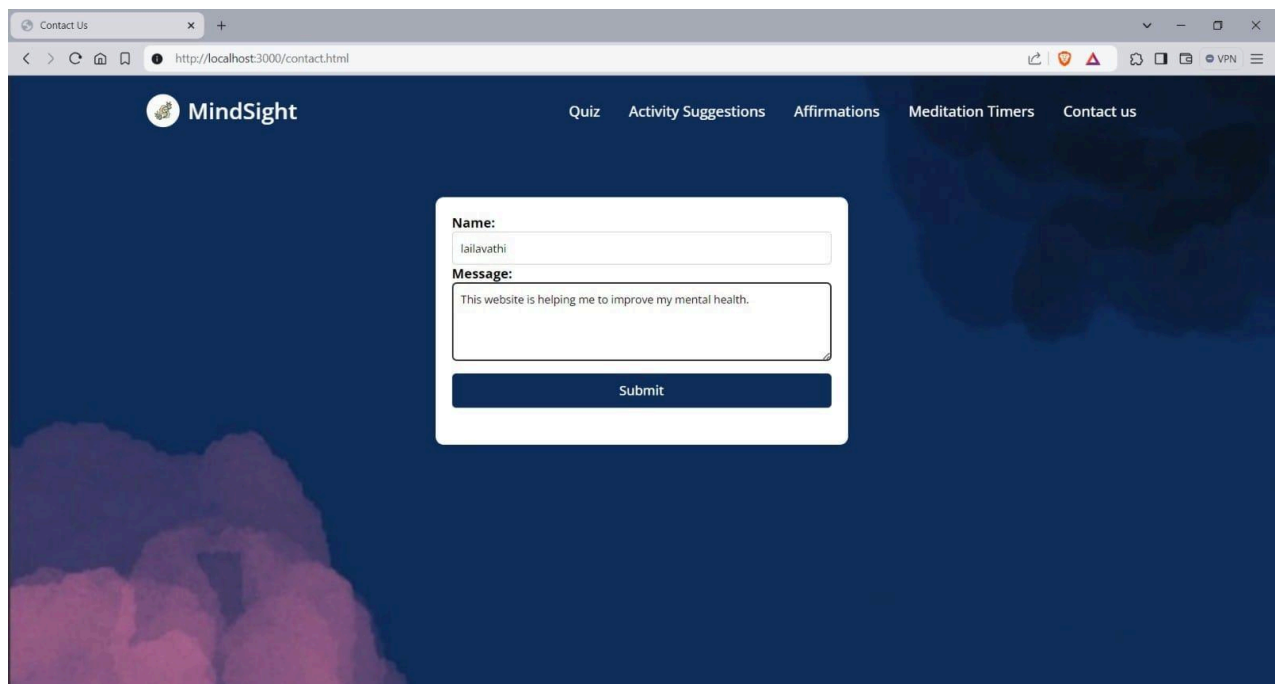 Contact Us
http://localhost:3000/contact.html
VPN
MindSight
Quiz Activity Suggestions Affirmations Meditation Timers Contact us
Name:
lailavathi
Message:
This website is helping me to improve my mental health.
Submit